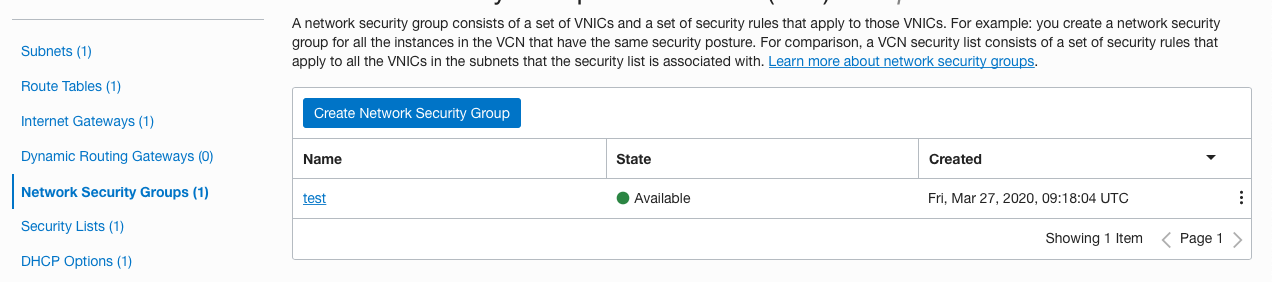 Subnets (1)
Route Tables (1)
Internet Gateways (1)
Dynamic Routing Gateways (0)
Network Security Groups (1)
Security Lists (1)
DHCP Options (1)
A network security group consists of a set of VNICs and a set of security rules that apply to those VNICs. For example: you create a network security
group for all the instances in the VCN that have the same security posture. For comparison, a VCN security list consists of a set of security rules that
apply to all the VNICs in the subnets that the security list is associated with. Learn more about network security groups.
Create Network Security Group
Name State Created
test Available Fri, Mar 27, 2020, 09:18:04 UTC
Showing 1 Item Page 1